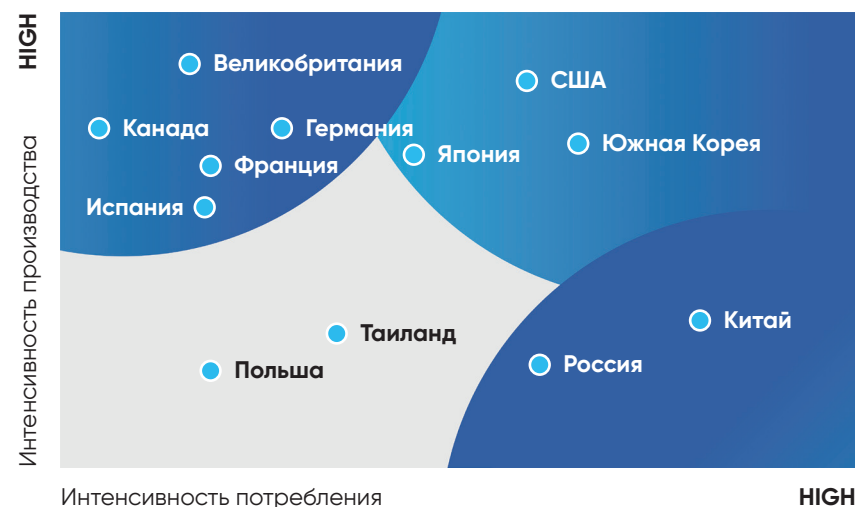 HIGH
Интенсивность производства
Великобритания
США
Канада
Германия
Южная Корея
Япония
Франция
Испания
Китай
Таиланд
Россия
Польша
Интенсивность потребления
HIGH